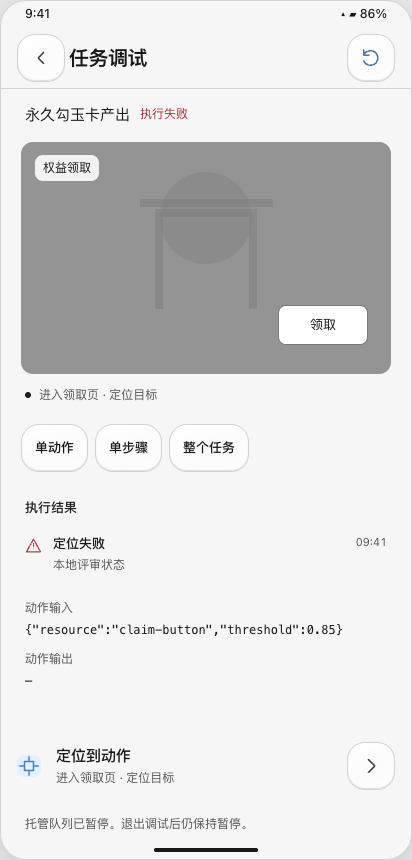 9:41
86%
任务调试
永久勾玉卡产出 执行失败
权益领取
领取
进入领取页 · 定位目标
单动作 单步骤 整个任务
执行结果
定位失败 09:41
本地评审状态
动作输入
{"resource":"claim-button","threshold":0.85}
动作输出
—
定位到动作
进入领取页 · 定位目标
托管队列已暂停。退出调试后仍保持暂停。